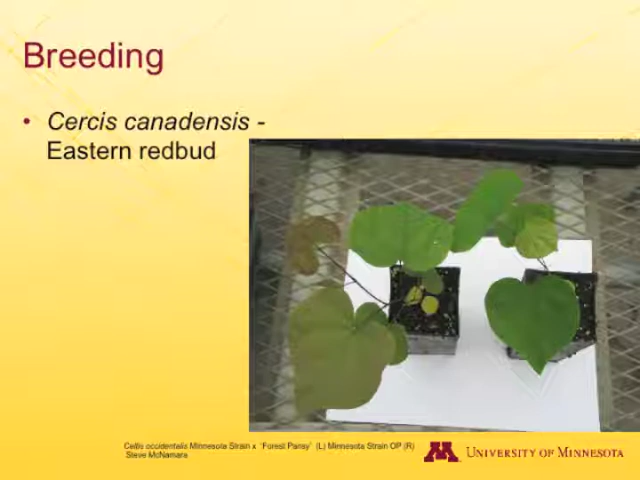 Breeding
• Cercis canadensis -
Eastern redbud
Celtis occidentalis Minnesota Strain x 'Forest Pansy' (L) Minnesota Strain OP (R)
Steve McNamara
M UNIVERSITY OF MINNESOTA